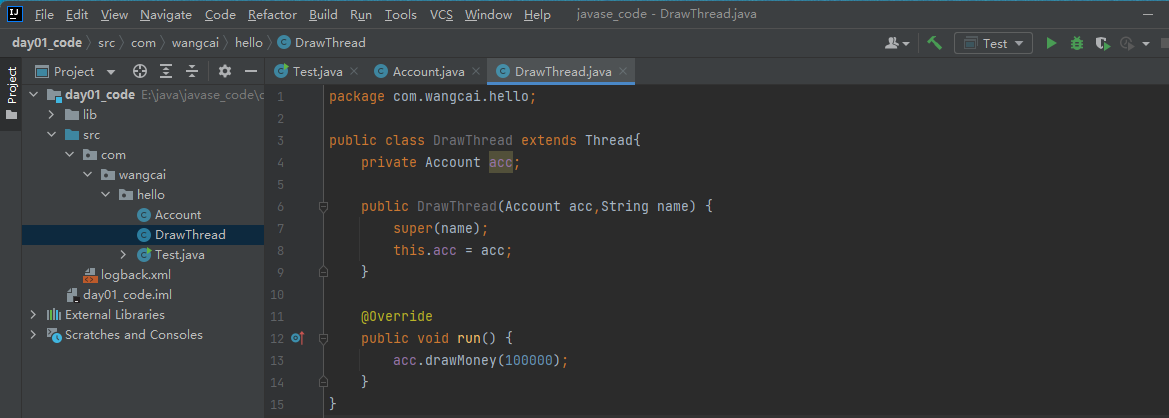 File Edit View Navigate Code Refactor Build Run Tools VCS Window Help javase_code - DrawThread.java
day01_code src com wangcai hello DrawThread Test
Project
Project Test.java Account.java DrawThread.java
day01_code E:\java\javase_code\
lib
src
com
wangcai
hello
Account
DrawThread
Test.java
logback.xml
day01_code.iml
External Libraries
Scratches and Consoles
1 package com.wangcai.hello;
2
3 public class DrawThread extends Thread{
4 private Account acc;
5
6 public DrawThread(Account acc,String name) {
7 super(name);
8 this.acc = acc;
9 }
10
11 @Override
12 public void run() {
13 acc.drawMoney(100000);
14 }
15 }